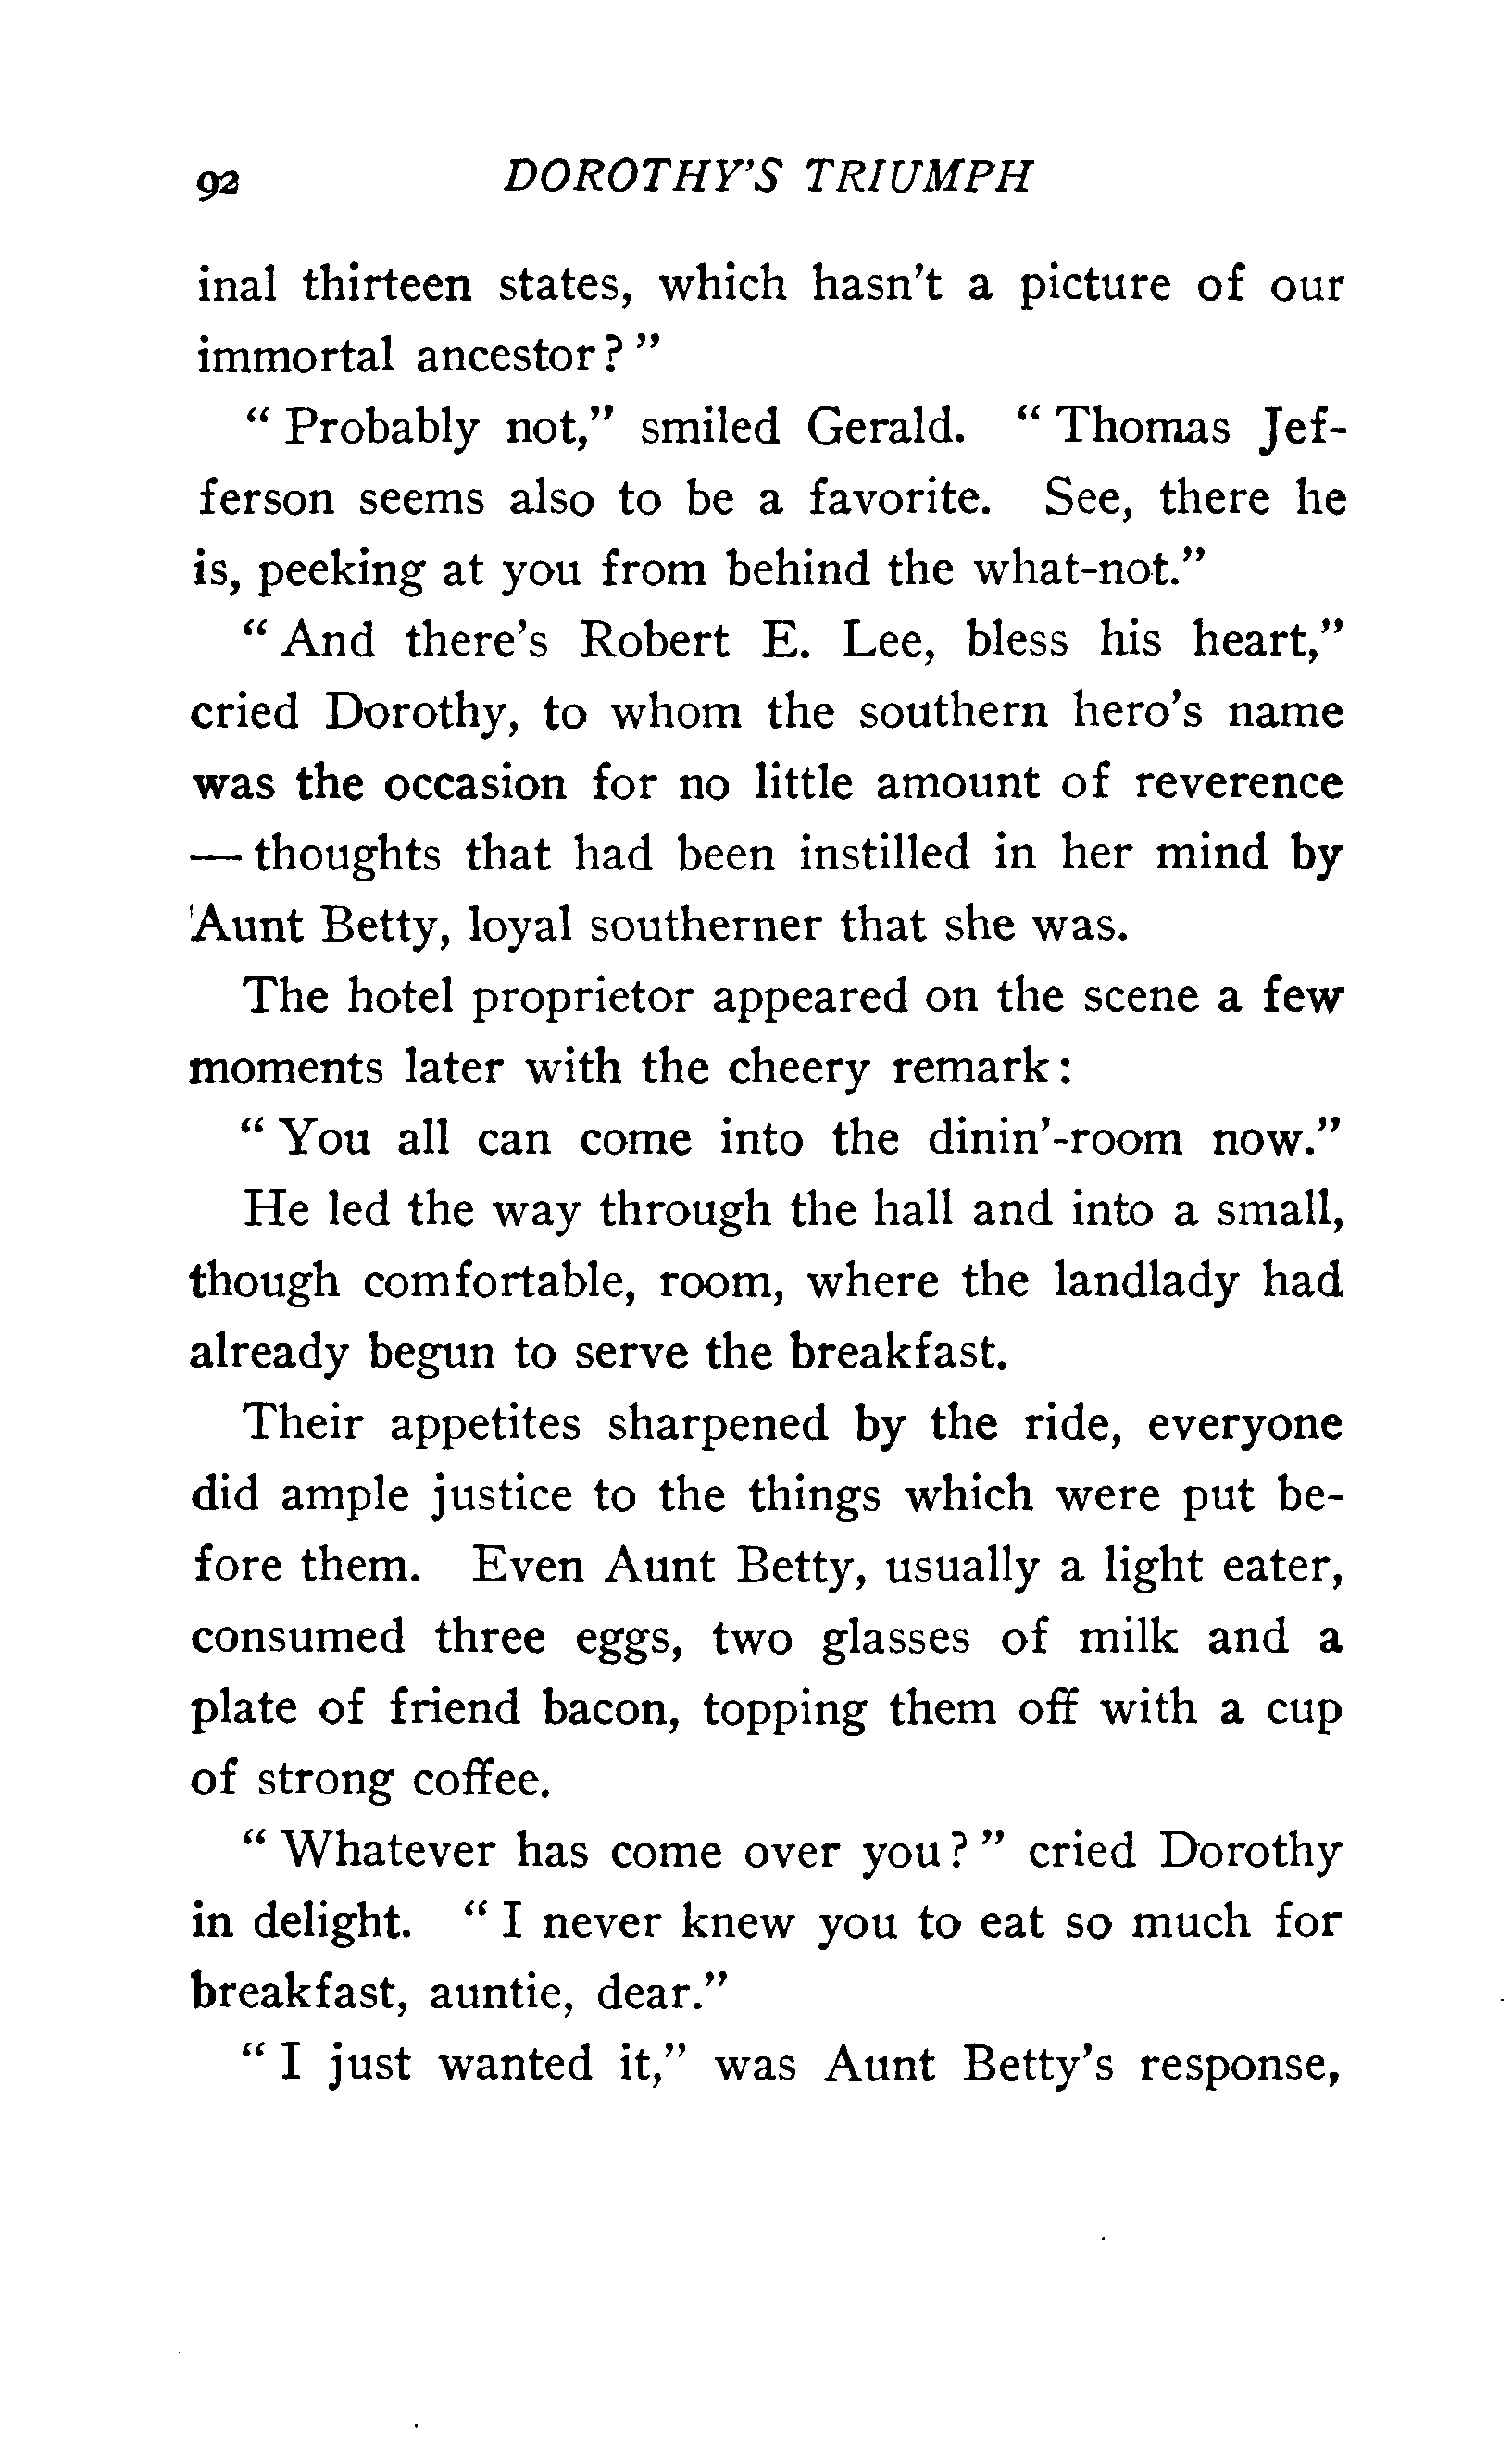 92 DOROTHY'S TRIUMPH
inal thirteen states, which hasn't a picture of our
immortal ancestor?"
"Probably not," smiled Gerald. "Thomas Jef-
ferson seems also to be a favorite. See, there he
is, peeking at you from behind the what-not."
"And there's Robert E. Lee, bless his heart,"
cried Dorothy, to whom the southern hero's name
was the occasion for no little amount of reverence
— thoughts that had been instilled in her mind by
Aunt Betty, loyal southerner that she was.
The hotel proprietor appeared on the scene a few
moments later with the cheery remark:
"You all can come into the dinin'-room now."
He led the way through the hall and into a small,
though comfortable, room, where the landlady had
already begun to serve the breakfast.
Their appetites sharpened by the ride, everyone
did ample justice to the things which were put be-
fore them. Even Aunt Betty, usually a light eater,
consumed three eggs, two glasses of milk and a
plate of friend bacon, topping them off with a cup
of strong coffee.
"Whatever has come over you?" cried Dorothy
in delight. "I never knew you to eat so much for
breakfast, auntie, dear."
"I just wanted it," was Aunt Betty's response,